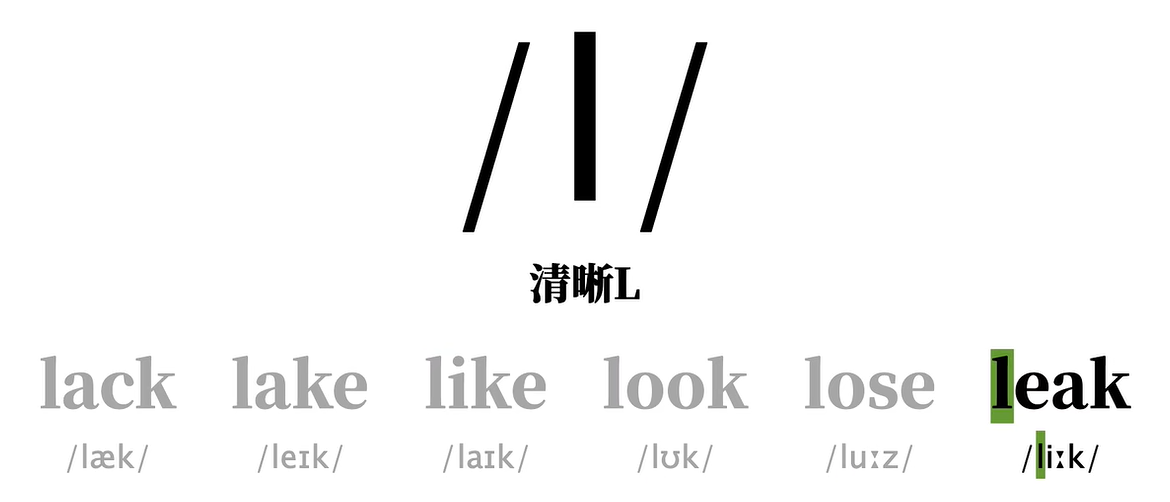 /l/
清晰L
lack lake like look lose leak
/læk/ /leɪk/ /laɪk/ /lʊk/ /luːz/ /liːk/